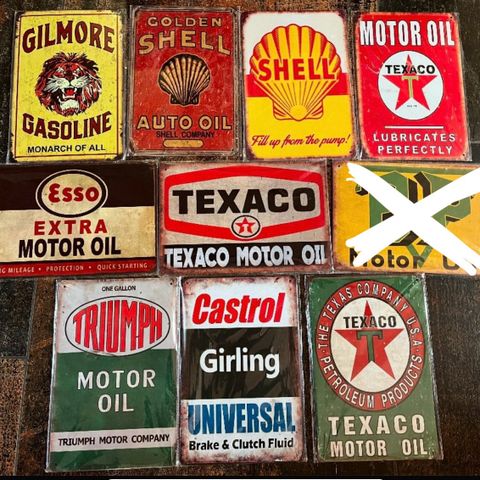 GILMORE
GASOLINE
MONARCH OF ALL
GOLDEN
SHELL
AUTO OIL
SHELL COMPANY
SHELL
Fill up from the pump!
MOTOR OIL
TEXACO
T
LUBRICATES
PERFECTLY
Esso
EXTRA
MOTOR OIL
MILEAGE • PROTECTION • QUICK STARTING
TEXACO
T
TEXACO MOTOR OIL
Motor
ONE GALLON
TRIUMPH
MOTOR
OIL
TRIUMPH MOTOR COMPANY
Castrol
Girling
UNIVERSAL
Brake & Clutch Fluid
THE TEXAS COMPANY U.S.A
TEXACO
T
PETROLEUM PRODUCTS
TEXACO
MOTOR OIL